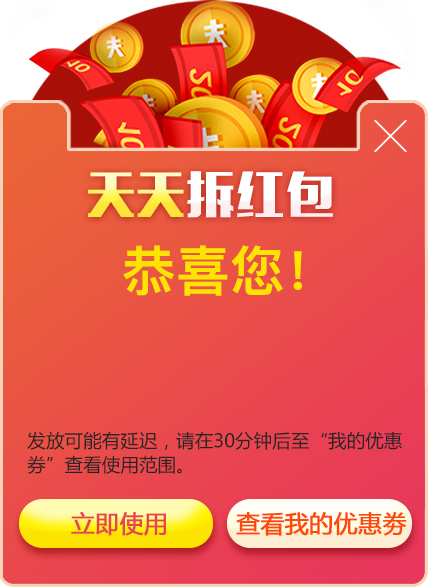 天天拆红包
恭喜您!
发放可能有延迟，请在30分钟后至“我的优惠
券”查看使用范围。
立即使用
查看我的优惠券